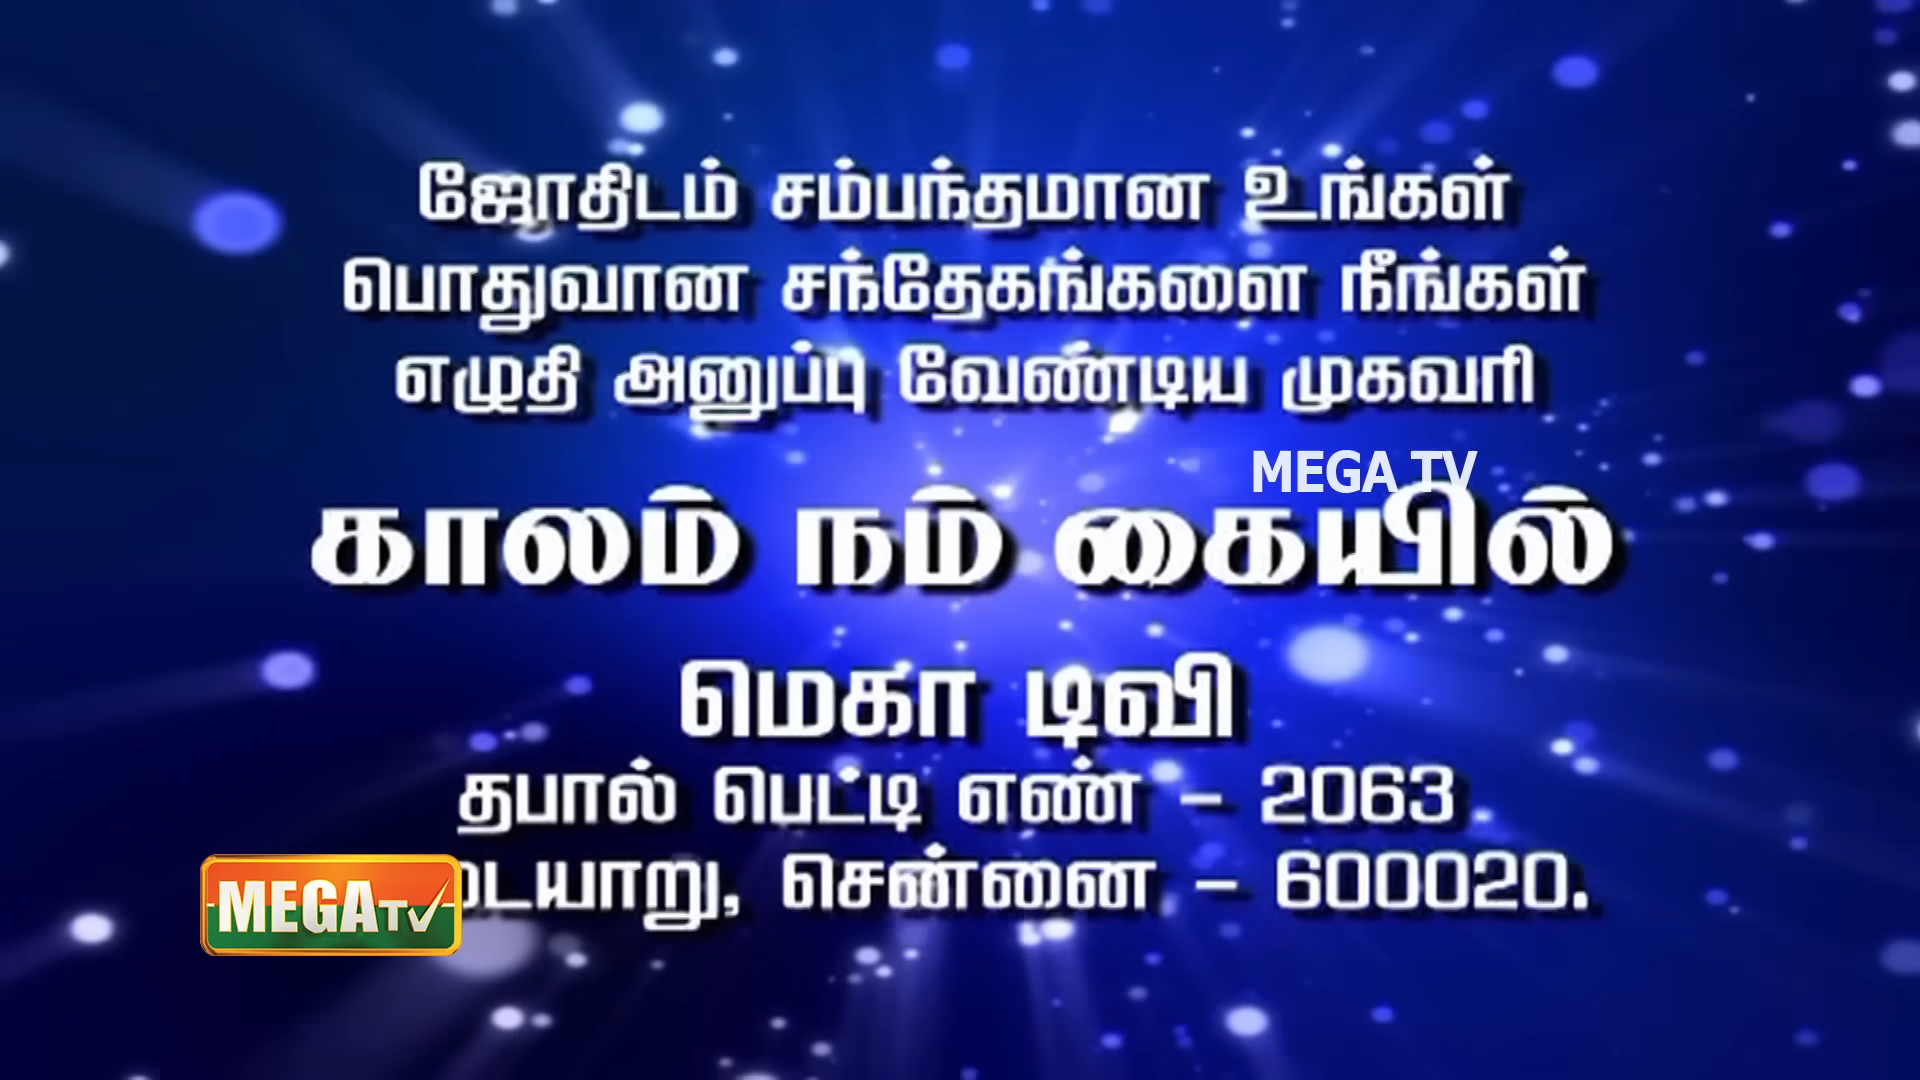 ஜோதிடம் சம்பந்தமான உங்கள்
பொதுவான சந்தேகங்களை நீங்கள்
எழுதி அனுப்பு வேண்டிய முகவரி
MEGA TV
காலம் நம் கையில்
மெகா டிவி
தபால் பெட்டி எண் - 2063
சென்னை - 600020.
MEGA TV